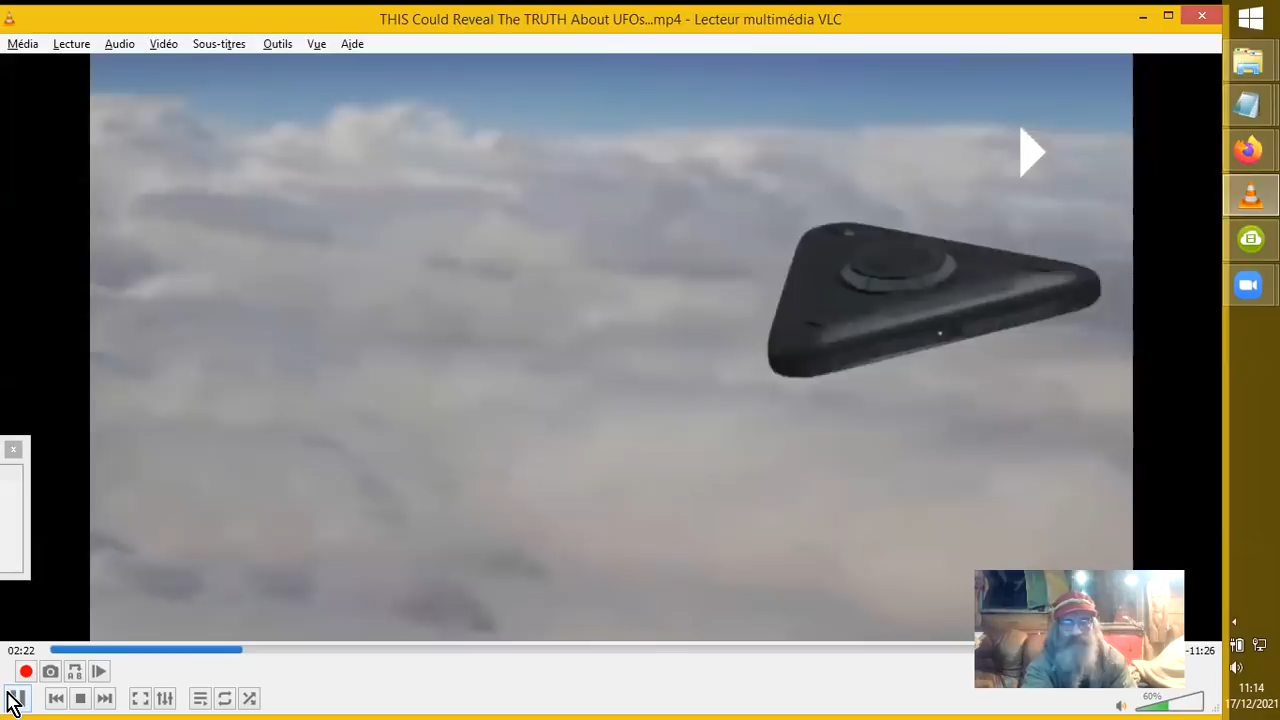 THIS Could Reveal The TRUTH About UFOs...mp4 - Lecteur multimédia VLC
Média Lecture Audio Vidéo Sous-titres Outils Vue Aide
02:22
-11:26
60%
11:14
17/12/2021